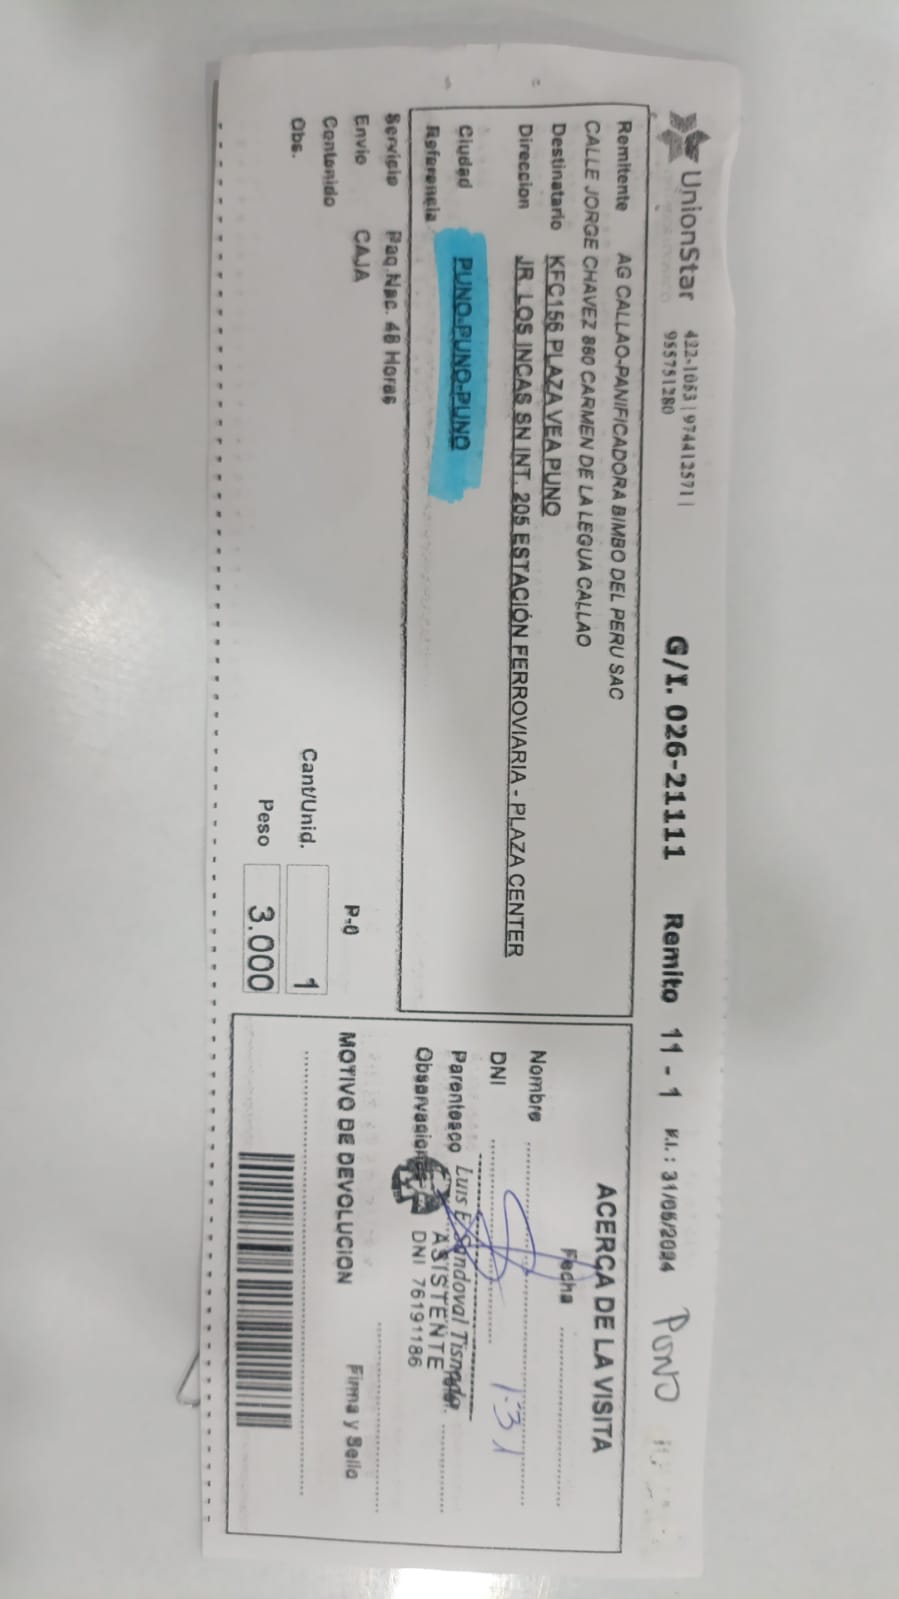 UnionStar
422-1053 | 974412571 |
955751280
G/I. 026-21111 Remito 11 - 1 F.I. : 31/05/2024 PUNO
Remitente AG CALLAO-PANIFICADORA BIMBO DEL PERU SAC
CALLE JORGE CHAVEZ 860 CARMEN DE LA LEGUA CALLAO
Destinatario KFC156 PLAZA VEA PUNO
Direccion JR. LOS INCAS SN INT. 205 ESTACIÓN FERROVIARIA - PLAZA CENTER
Ciudad PUNO-PUNO-PUNO
Referencia
Servicio Paq.Nac. 48 Horas
Envio CAJA
Contenido
Obs.
P-0
Cant/Unid. 1
Peso 3.000
ACERCA DE LA VISITA
Fecha
Nombre
DNI 1:31
Parentesco
Observaciones
Luis E. Sandoval Tisnado
ASISTENTE
DNI 76191186
MOTIVO DE DEVOLUCION
Firma y Sello